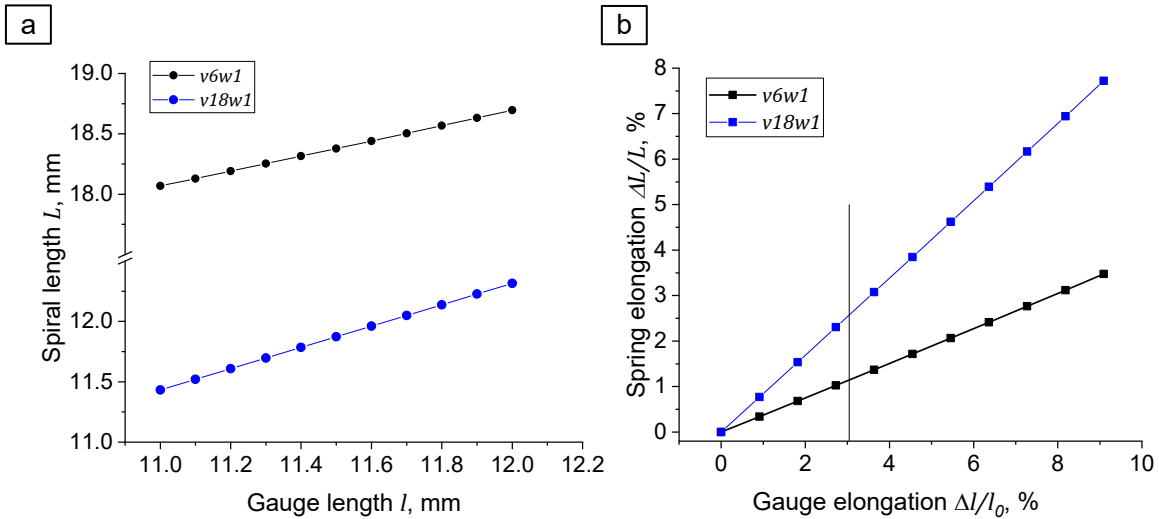 a
v6w1
v18w1
Spiral length L, mm
19.0
18.5
18.0
12.0
11.5
11.0
11.0 11.2 11.4 11.6 11.8 12.0 12.2
Gauge length l, mm
b
v6w1
v18w1
Spring elongation ΔL/L, %
8
7
6
5
4
3
2
1
0
0 2 4 6 8 10
Gauge elongation Δl/l₀, %